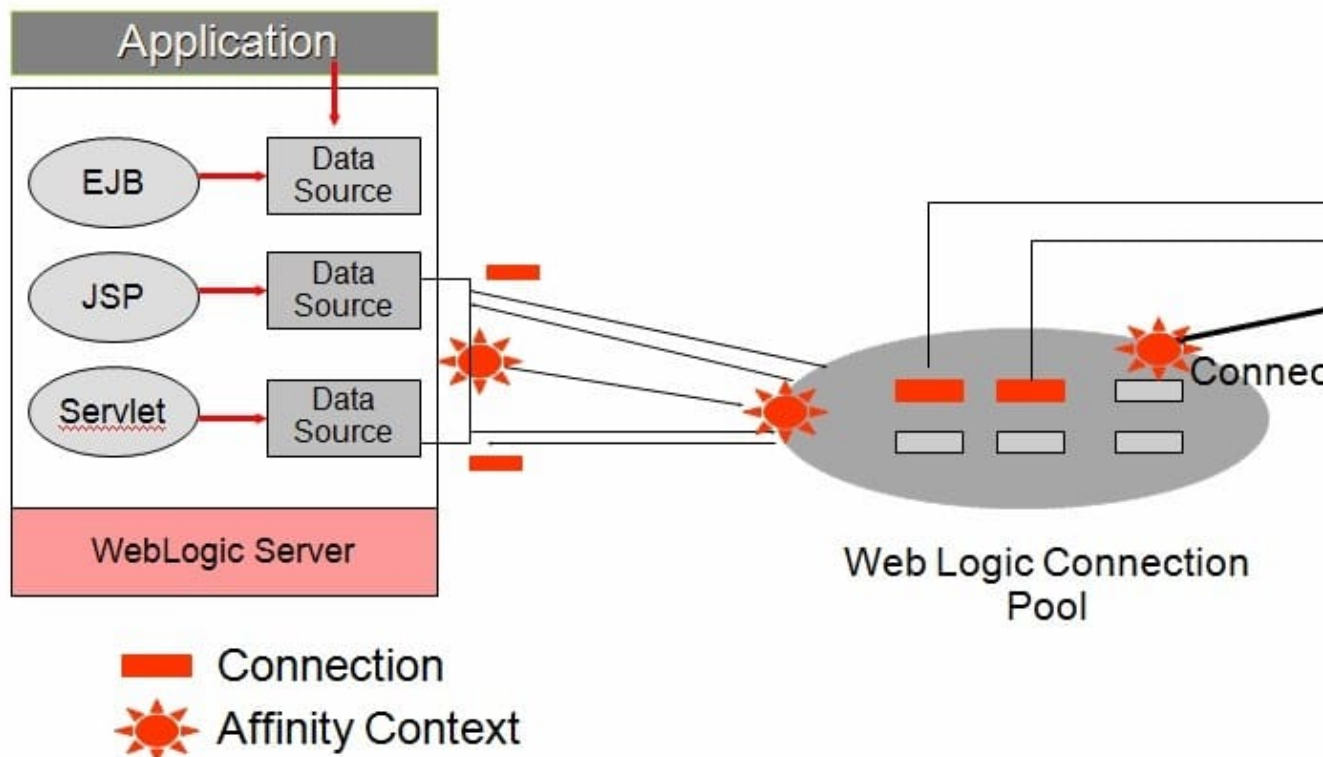 Application
EJB
Data
Source
JSP
Data
Source
Servlet
Data
Source
WebLogic Server
Connec
Web Logic Connection
Pool
Connection
Affinity Context